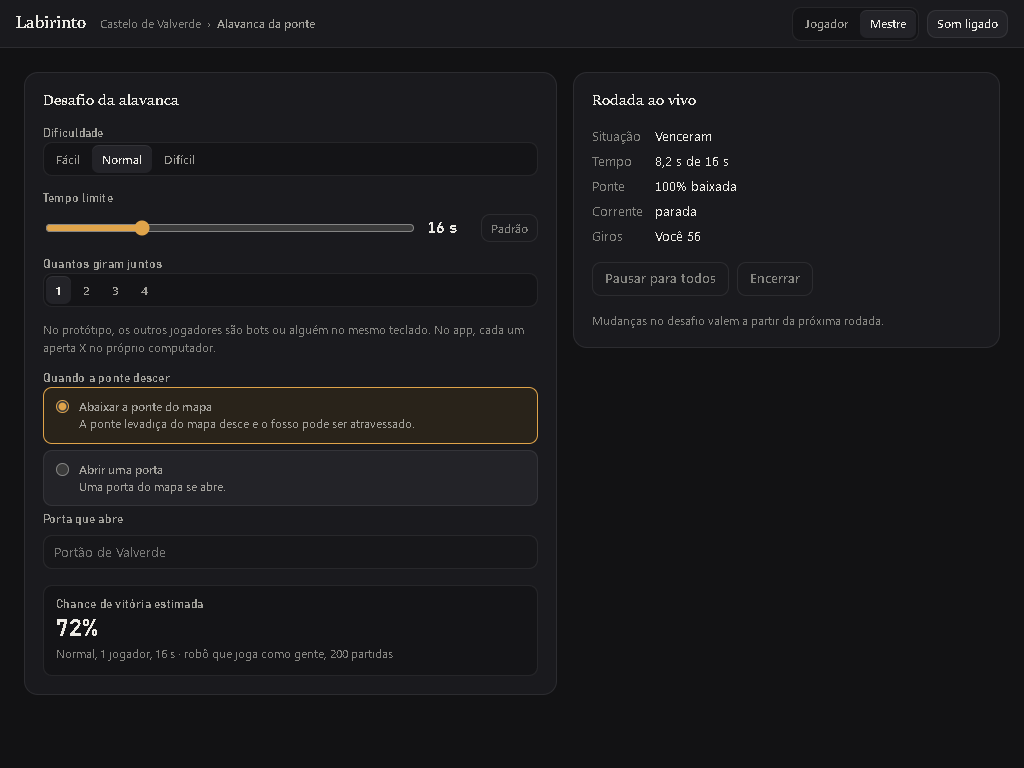 Labirinto Castelo de Valverde › Alavanca da ponte
Jogador Mestre Som ligado
Desafio da alavanca
Dificuldade
Fácil Normal Difícil
Tempo limite
16 s Padrão
Quantos giram juntos
1 2 3 4
No protótipo, os outros jogadores são bots ou alguém no mesmo teclado. No app, cada um
aperta X no próprio computador.
Quando a ponte descer
Abaixar a ponte do mapa
A ponte levadiça do mapa desce e o fosso pode ser atravessado.
Abrir uma porta
Uma porta do mapa se abre.
Porta que abre
Portão de Valverde
Chance de vitória estimada
72%
Normal, 1 jogador, 16 s · robô que joga como gente, 200 partidas
Rodada ao vivo
Situação Venceram
Tempo 8,2 s de 16 s
Ponte 100% baixada
Corrente parada
Giros Você 56
Pausar para todos Encerrar
Mudanças no desafio valem a partir da próxima rodada.